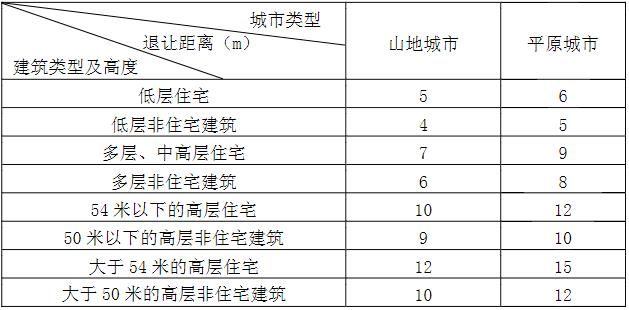 城市类型
退让距离（m）
建筑类型及高度
山地城市 平原城市
低层住宅 5 6
低层非住宅建筑 4 5
多层、中高层住宅 7 9
多层非住宅建筑 6 8
54 米以下的高层住宅 10 12
50 米以下的高层非住宅建筑 9 10
大于 54 米的高层住宅 12 15
大于 50 米的高层非住宅建筑 10 12